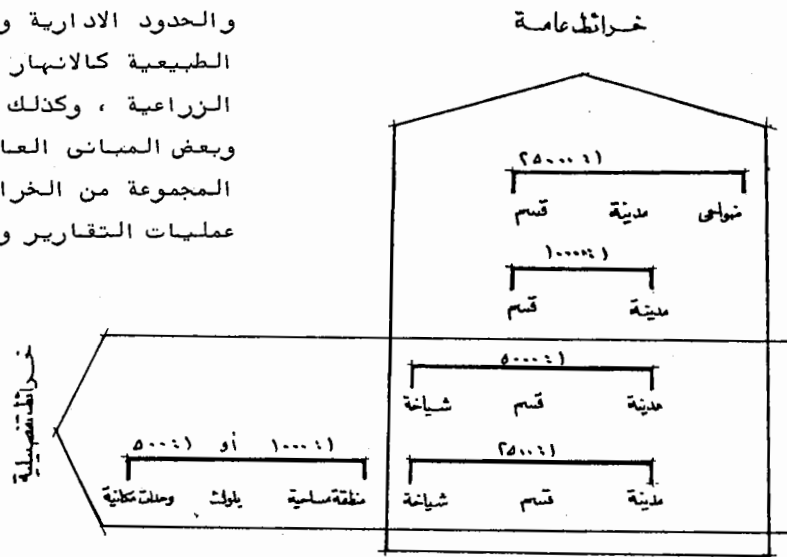 والحدود الادارية و
الطبيعية كالانهار
الزراعية ، وكذلك
وبعض المبانى العا
المجموعة من الخرا
عمليات التقارير و
خرائط عامة
١:٢٥٠٠٠
ضواحى مدينة قسم
١:١٠٠٠٠
مدينة قسم
١:٥٠٠٠
مدينة قسم شياخة
١:٢٥٠٠
مدينة قسم شياخة
١:١٠٠٠ أو ١:٥٠٠
منطقة مساحية بلوك وحدات مكانية
خرائط تفصيلية